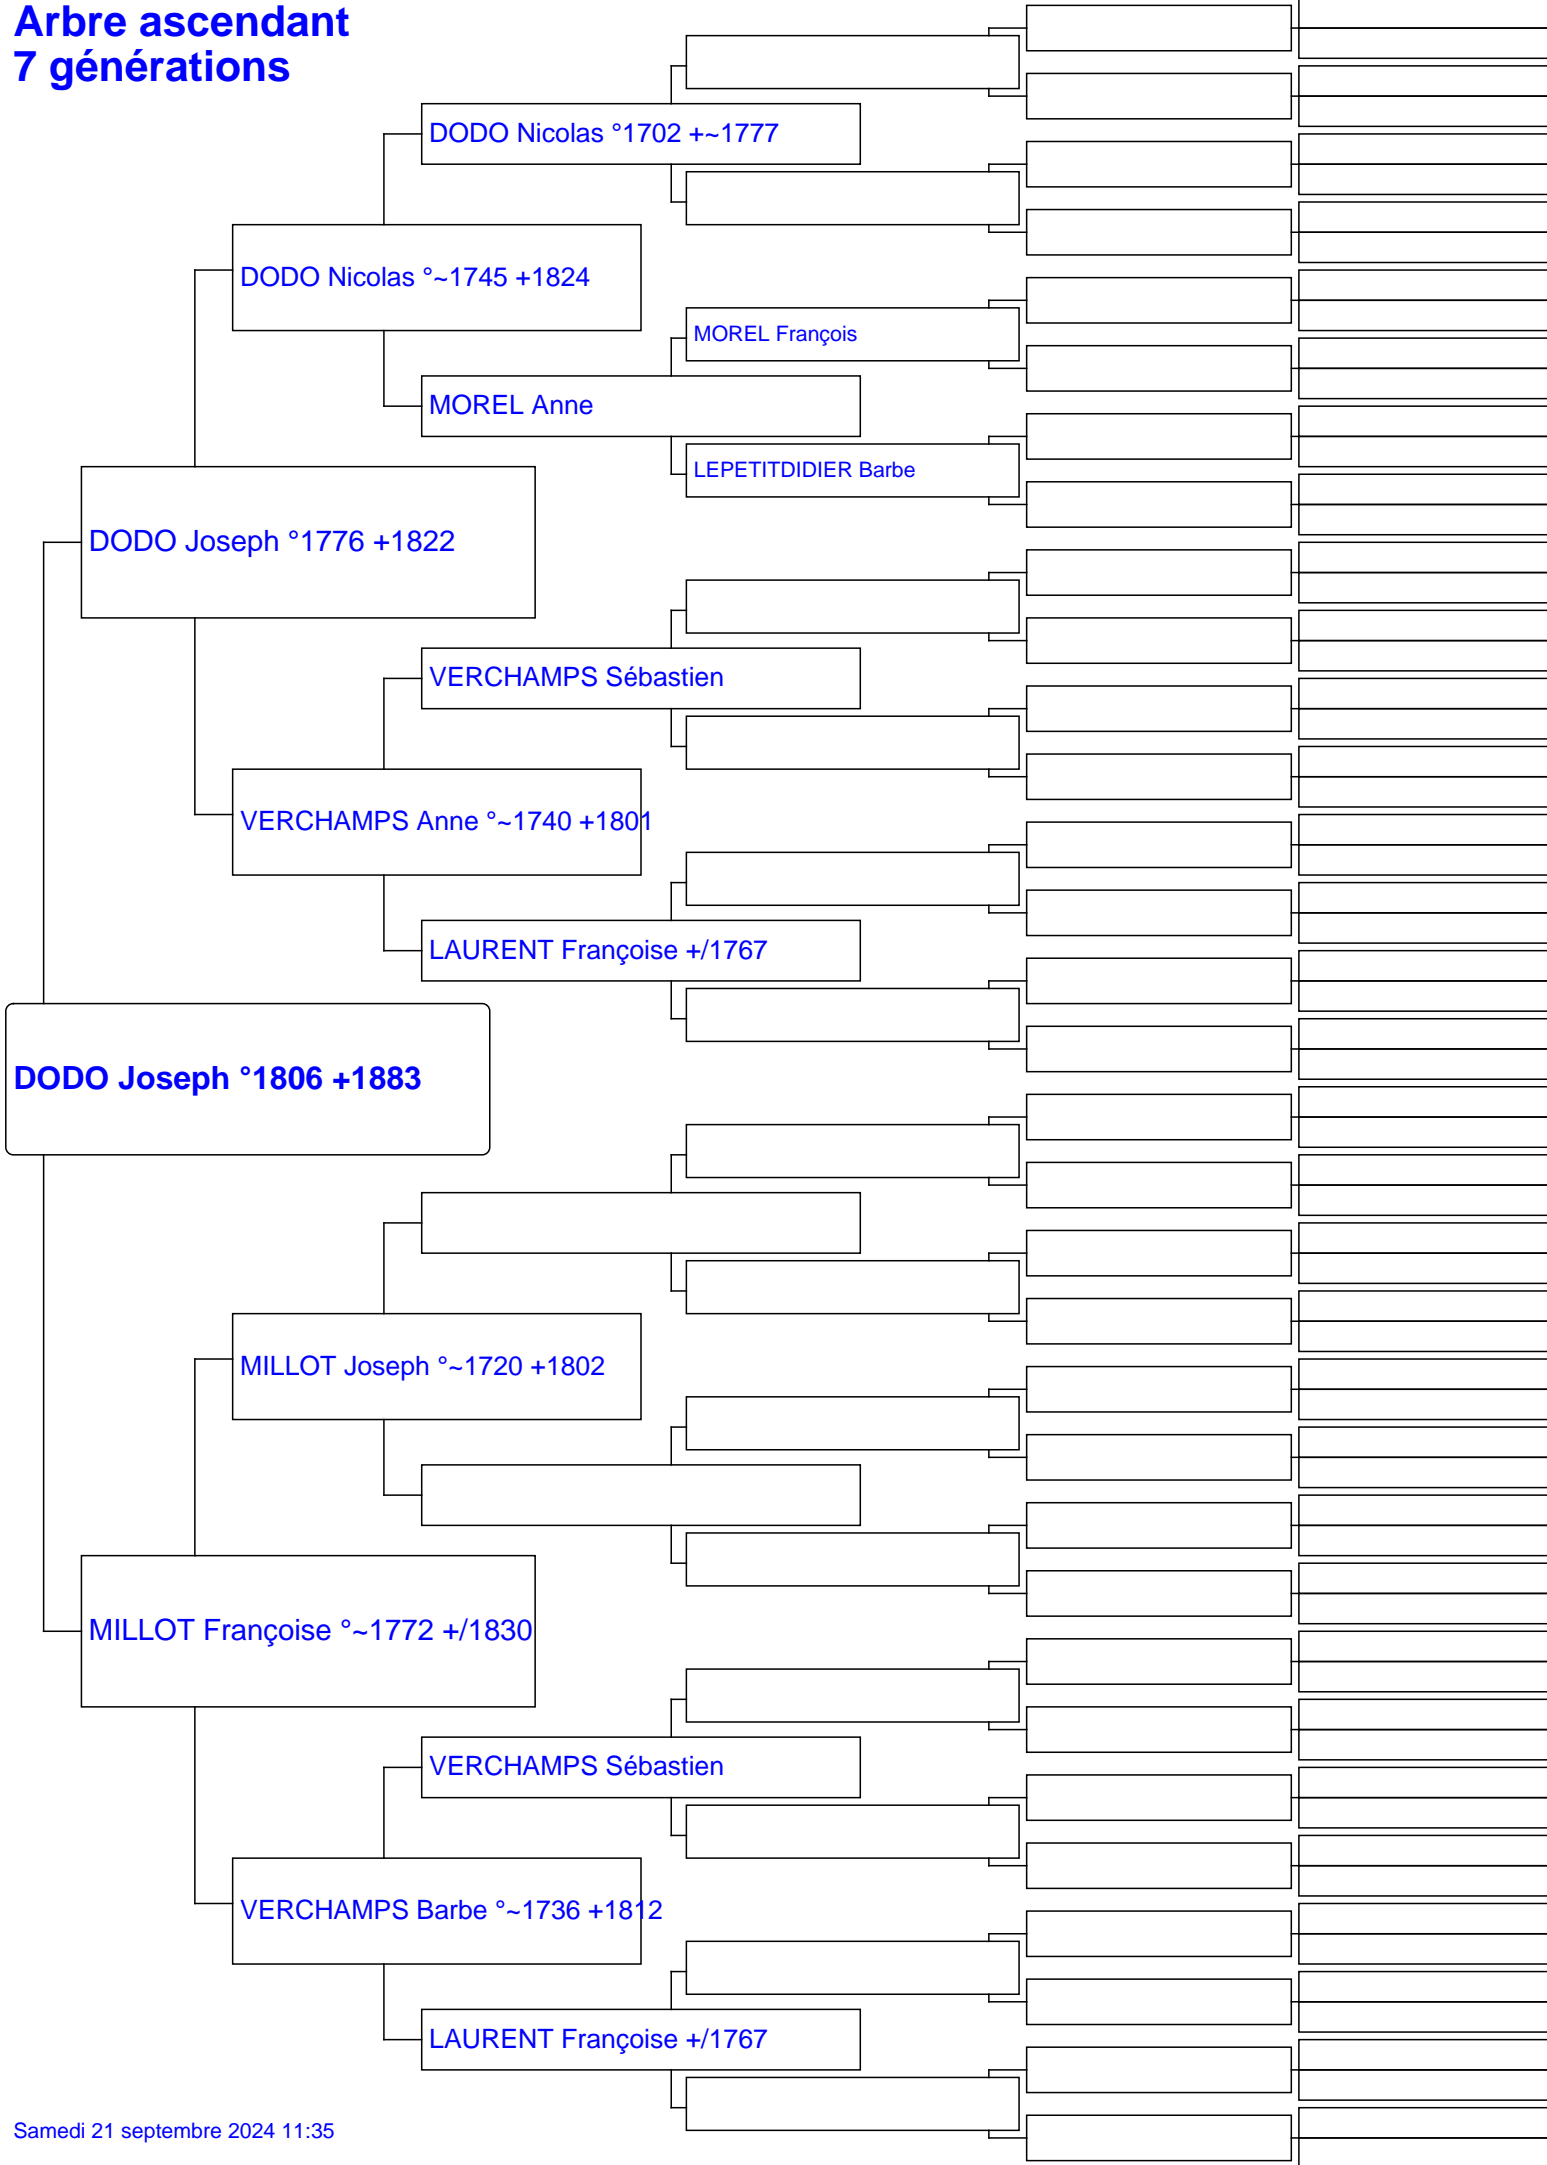 Arbre ascendant
7 générations
DODO Nicolas °1702 +~1777
DODO Nicolas °~1745 +1824
MOREL François
MOREL Anne
LEPETITDIDIER Barbe
DODO Joseph °1776 +1822
VERCHAMPS Sébastien
VERCHAMPS Anne °~1740 +1801
LAURENT Françoise +/1767
DODO Joseph °1806 +1883
MILLOT Joseph °~1720 +1802
MILLOT Françoise °~1772 +/1830
VERCHAMPS Sébastien
VERCHAMPS Barbe °~1736 +1812
LAURENT Françoise +/1767
Samedi 21 septembre 2024 11:35